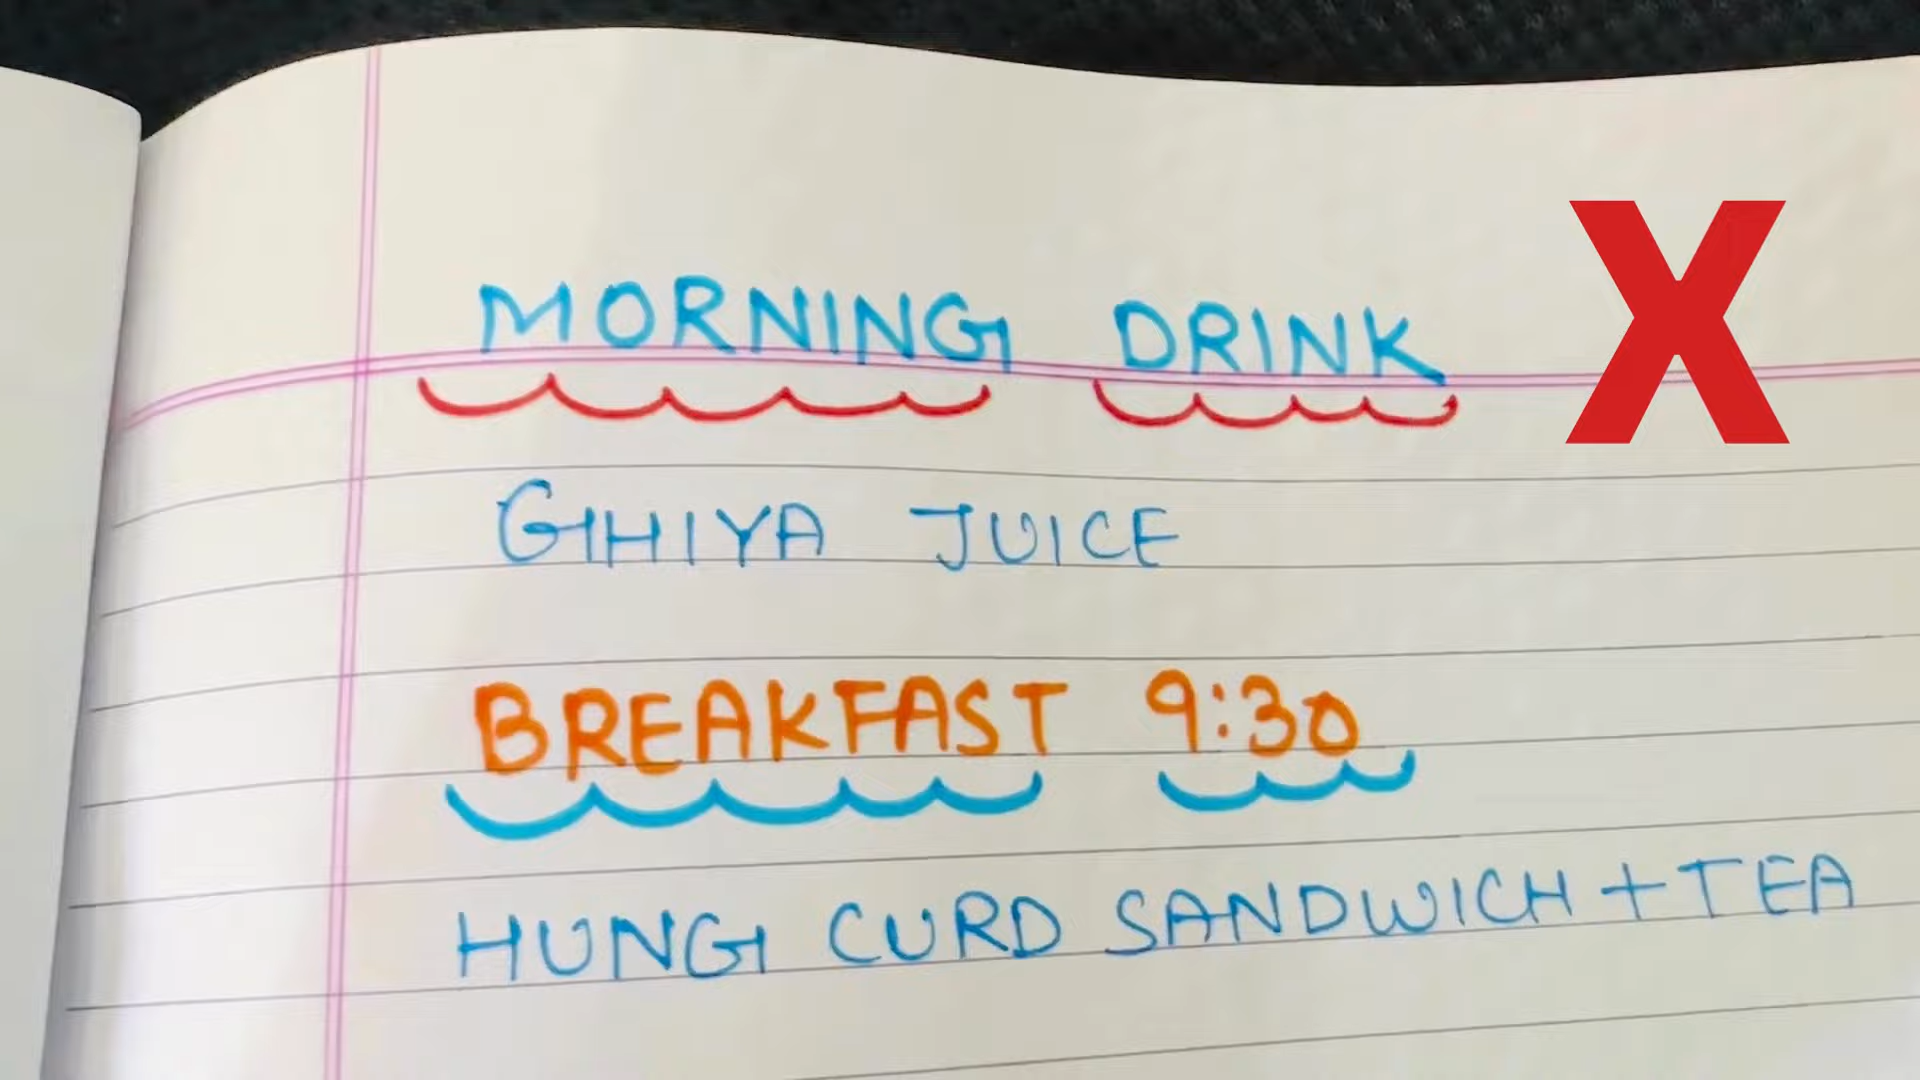 MORNING DRINK X
GHIYA JUICE
BREAKFAST 9:30
HUNG CURD SANDWICH + TEA